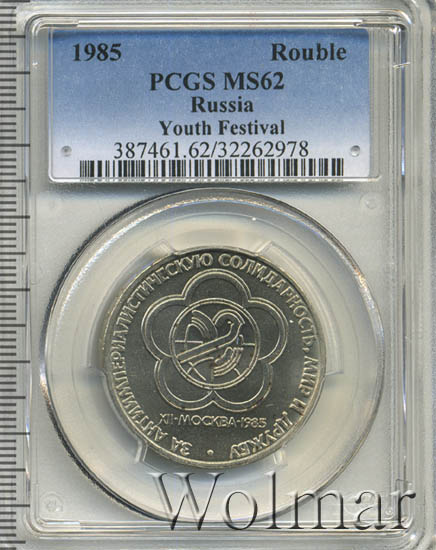 1985 Rouble
PCGS MS62
Russia
Youth Festival
387461.62/32262978
ЗА АНТИИМПЕРИАЛИСТИЧЕСКУЮ СОЛИДАРНОСТЬ, МИР И ДРУЖБУ
XII•МОСКВА•1985
Wolmar